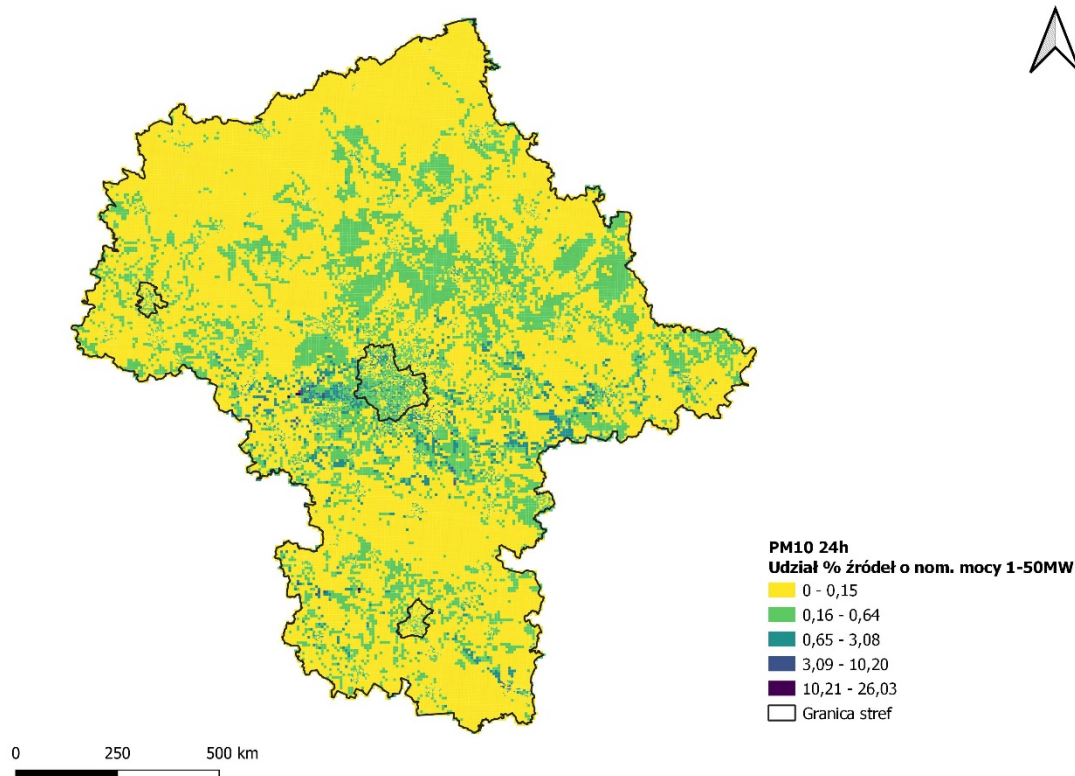 PM10 24h
Udział % źródeł o nom. mocy 1-50MW
0 - 0,15
0,16 - 0,64
0,65 - 3,08
3,09 - 10,20
10,21 - 26,03
Granica stref
0 250 500 km